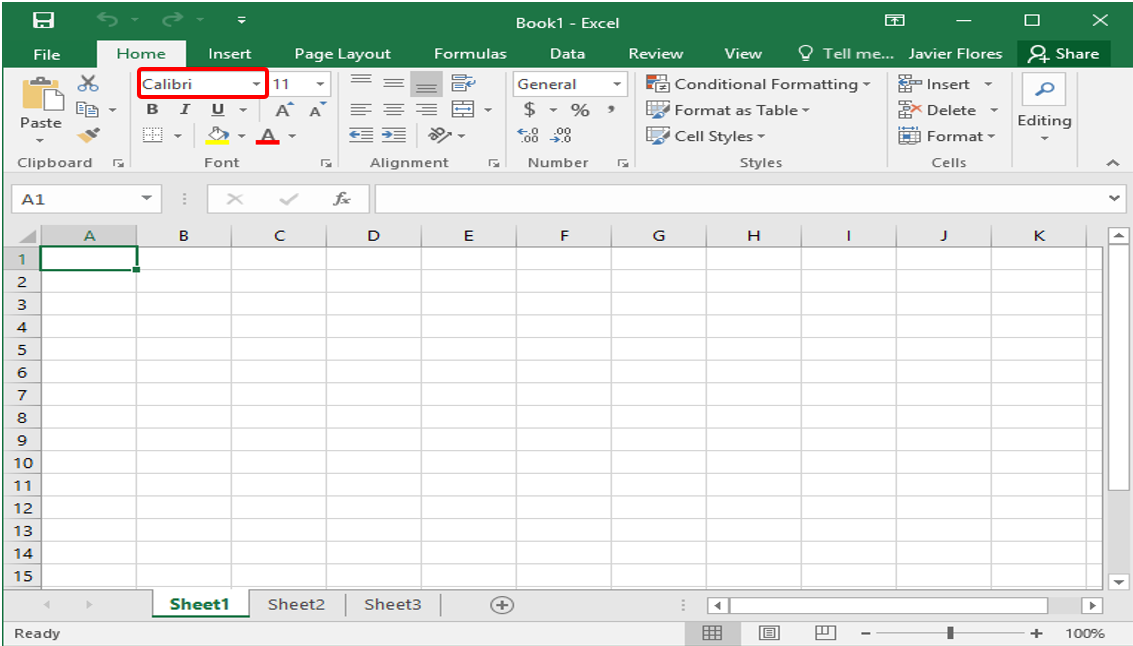 Book1 - Excel
File Home Insert Page Layout Formulas Data Review View Tell me... Javier Flores Share
Calibri 11 General Conditional Formatting Insert
Paste B I U A A $ % , Format as Table Delete Editing
A .00 .00 Cell Styles Format
Clipboard Font Alignment Number Styles Cells
A1 fx
A B C D E F G H I J K
1
2
3
4
5
6
7
8
9
10
11
12
13
14
15
Sheet1 Sheet2 Sheet3
Ready 100%